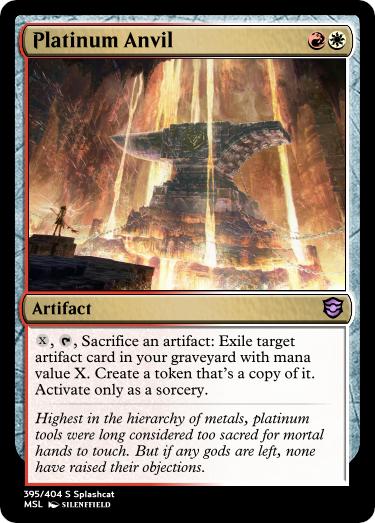 Platinum Anvil
Artifact
X, T, Sacrifice an artifact: Exile target
artifact card in your graveyard with mana
value X. Create a token that's a copy of it.
Activate only as a sorcery.
Highest in the hierarchy of metals, platinum
tools were long considered too sacred for mortal
hands to touch. But if any gods are left, none
have raised their objections.
395/404 S Splashcat
MSL SILENFFIELD